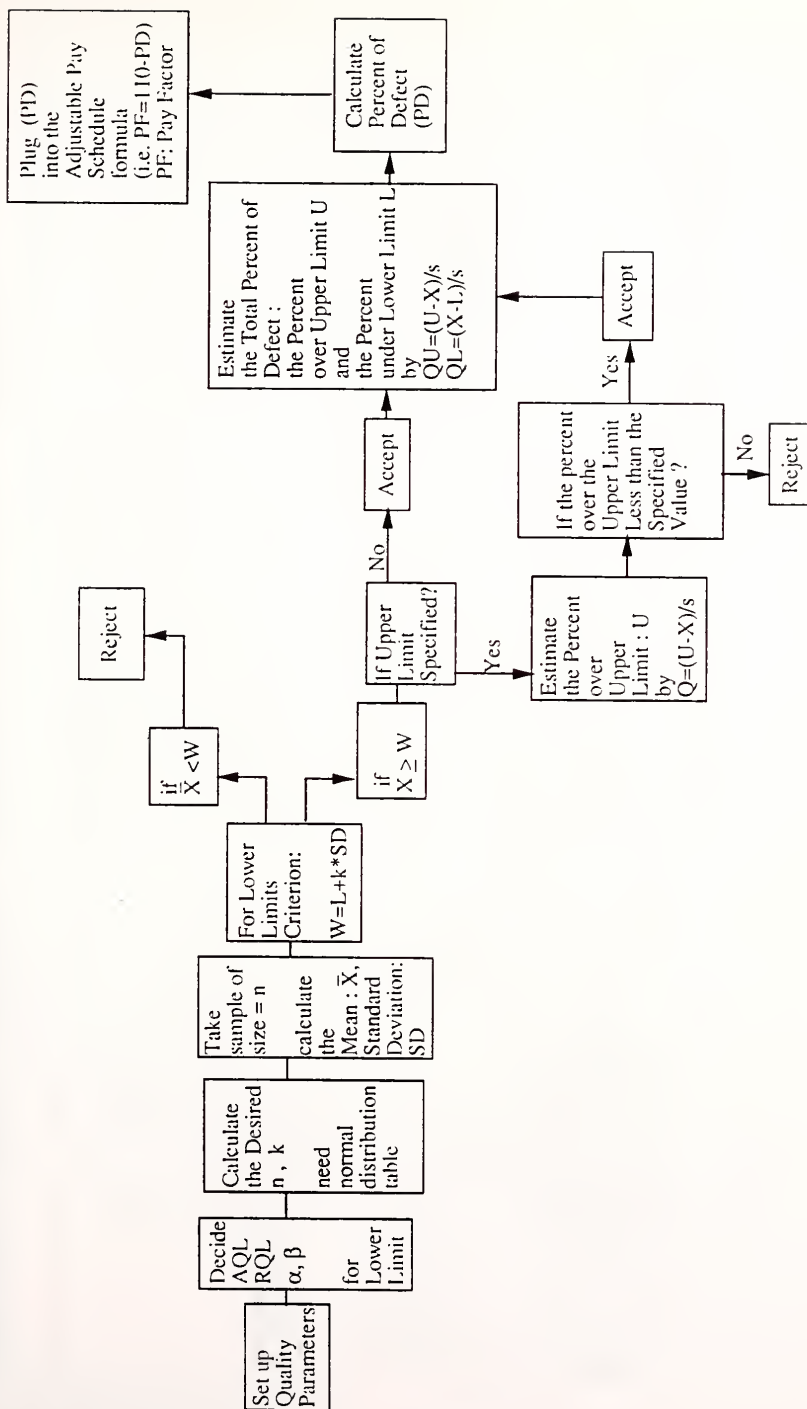 Set up
Quality
Parameters
Decide
AQL
RQL
α, β
for Lower
Limit
Calculate
the Desired
n , k
need
normal
distribution
table
Take
sample of
size = n
calculate
the
Mean : X̄,
Standard
Deviation:
SD
For Lower
Limits
Criterion:
W=L+k*SD
if
X̄ <W
Reject
if
X ≥ W
If Upper
Limit
Specified?
No
Accept
Yes
Estimate
the Percent
over
Upper
Limit : U
by
Q=(U-X)/s
If the percent
over the
Upper Limit
Less than the
Specified
Value ?
Yes
Accept
No
Reject
Estimate
the Total Percent of
Defect :
the Percent
over Upper Limit U
and
the Percent
under Lower Limit L
by
QU=(U-X)/s
QL=(X-L)/s
Calculate
Percent of
Defect
(PD)
Plug (PD)
into the
Adjustable Pay
Schedule
formula
(i.e. PF=110-PD)
PF: Pay Factor